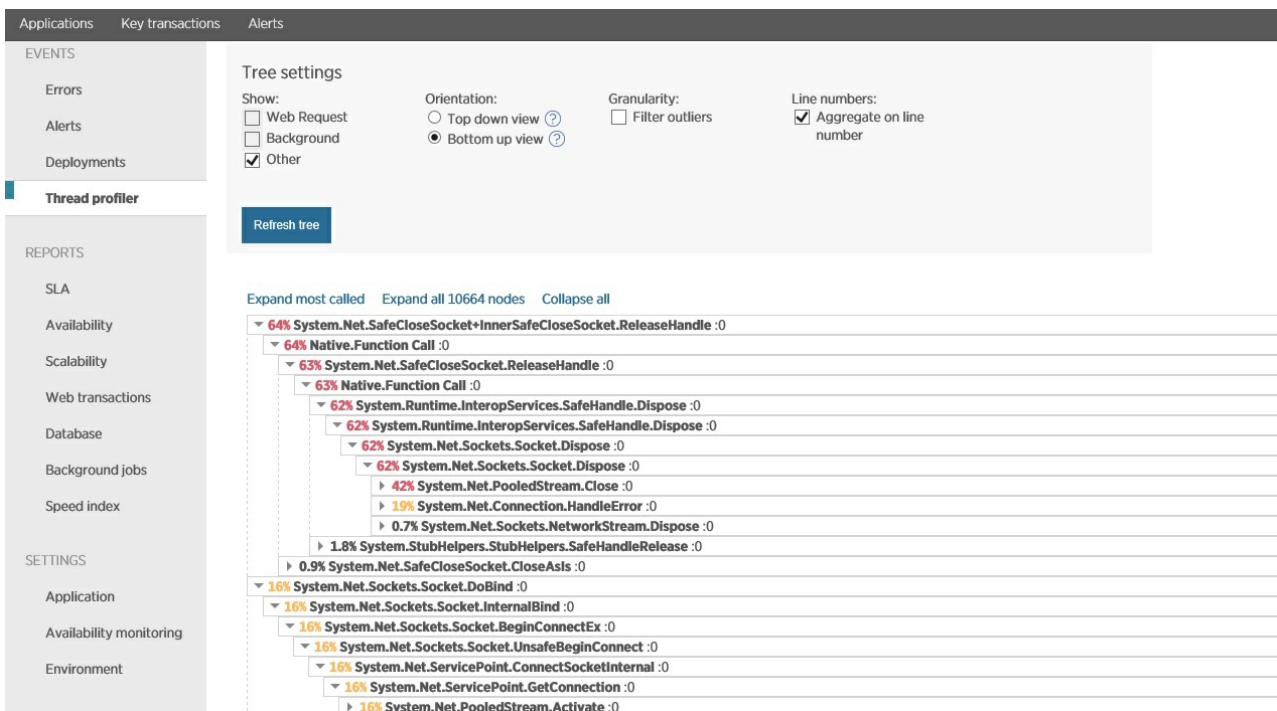 Applications Key transactions Alerts
EVENTS
Errors
Alerts
Deployments
Thread profiler
REPORTS
SLA
Availability
Scalability
Web transactions
Database
Background jobs
Speed index
SETTINGS
Application
Availability monitoring
Environment
Tree settings
Show:
Web Request
Background
Other
Orientation:
Top down view ?
Bottom up view ?
Granularity:
Filter outliers
Line numbers:
Aggregate on line
number
Refresh tree
Expand most called Expand all 10664 nodes Collapse all
64% System.Net.SafeCloseSocket+InnerSafeCloseSocket.ReleaseHandle :0
64% Native.Function Call :0
63% System.Net.SafeCloseSocket.ReleaseHandle :0
63% Native.Function Call :0
62% System.Runtime.InteropServices.SafeHandle.Dispose :0
62% System.Runtime.InteropServices.SafeHandle.Dispose :0
62% System.Net.Sockets.Socket.Dispose :0
62% System.Net.Sockets.Socket.Dispose :0
42% System.Net.PooledStream.Close :0
19% System.Net.Connection.HandleError :0
0.7% System.Net.Sockets.NetworkStream.Dispose :0
1.8% System.StubHelpers.StubHelpers.SafeHandleRelease :0
0.9% System.Net.SafeCloseSocket.CloseAsIs :0
16% System.Net.Sockets.Socket.DoBind :0
16% System.Net.Sockets.Socket.InternalBind :0
16% System.Net.Sockets.Socket.BeginConnectEx :0
16% System.Net.Sockets.Socket.UnsafeBeginConnect :0
16% System.Net.ServicePoint.ConnectSocketInternal :0
16% System.Net.ServicePoint.GetConnection :0
16% System.Net.PooledStream.Activate :0